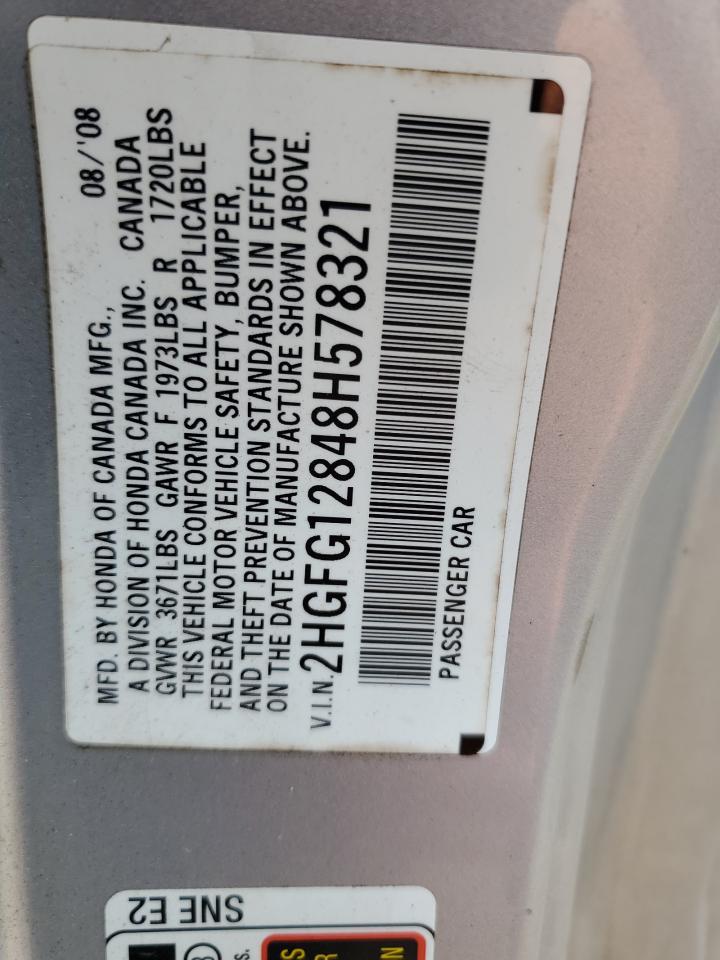 MFD. BY HONDA OF CANADA MFG., 08/'08
A DIVISION OF HONDA CANADA INC. CANADA
GVWR 3671LBS GAWR F 1973LBS R 1720LBS
THIS VEHICLE CONFORMS TO ALL APPLICABLE
FEDERAL MOTOR VEHICLE SAFETY, BUMPER,
AND THEFT PREVENTION STANDARDS IN EFFECT
ON THE DATE OF MANUFACTURE SHOWN ABOVE.
V.I.N. 2HGFG12848H578321
PASSENGER CAR
SNE E2